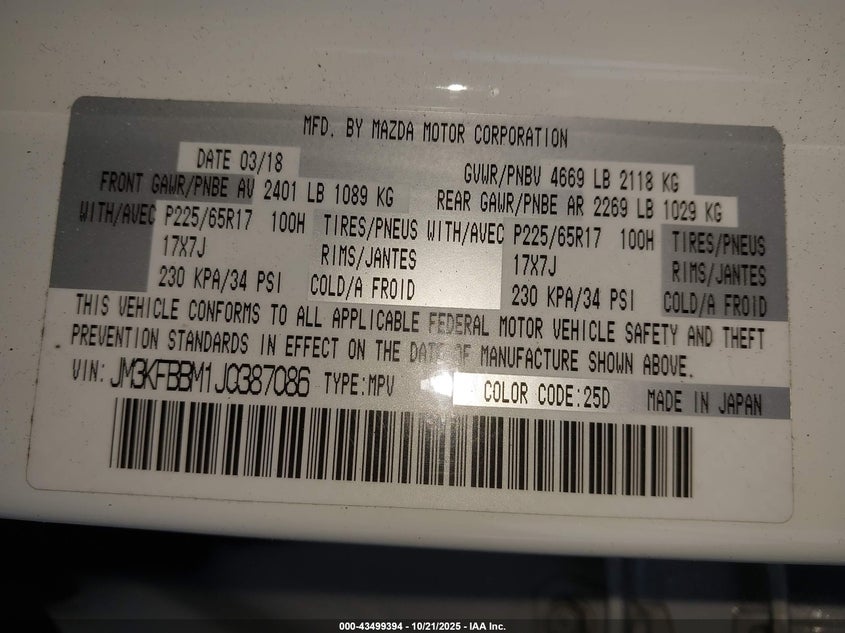 MFD. BY MAZDA MOTOR CORPORATION
DATE 03/18 GVWR/PNBV 4669 LB 2118 KG
FRONT GAWR/PNBE AV 2401 LB 1089 KG REAR GAWR/PNBE AR 2269 LB 1029 KG
WITH/AVEC P225/65R17 100H TIRES/PNEUS WITH/AVEC P225/65R17 100H TIRES/PNEUS
17X7J RIMS/JANTES 17X7J RIMS/JANTES
230 KPA/34 PSI COLD/A FROID 230 KPA/34 PSI COLD/A FROID
THIS VEHICLE CONFORMS TO ALL APPLICABLE FEDERAL MOTOR VEHICLE SAFETY AND THEFT
PREVENTION STANDARDS IN EFFECT ON THE DATE OF MANUFACTURE SHOWN ABOVE.
VIN: JM3KFBBM1J0387086 TYPE:MPV COLOR CODE:25D MADE IN JAPAN
000-43499394 - 10/21/2025 - IAA Inc.